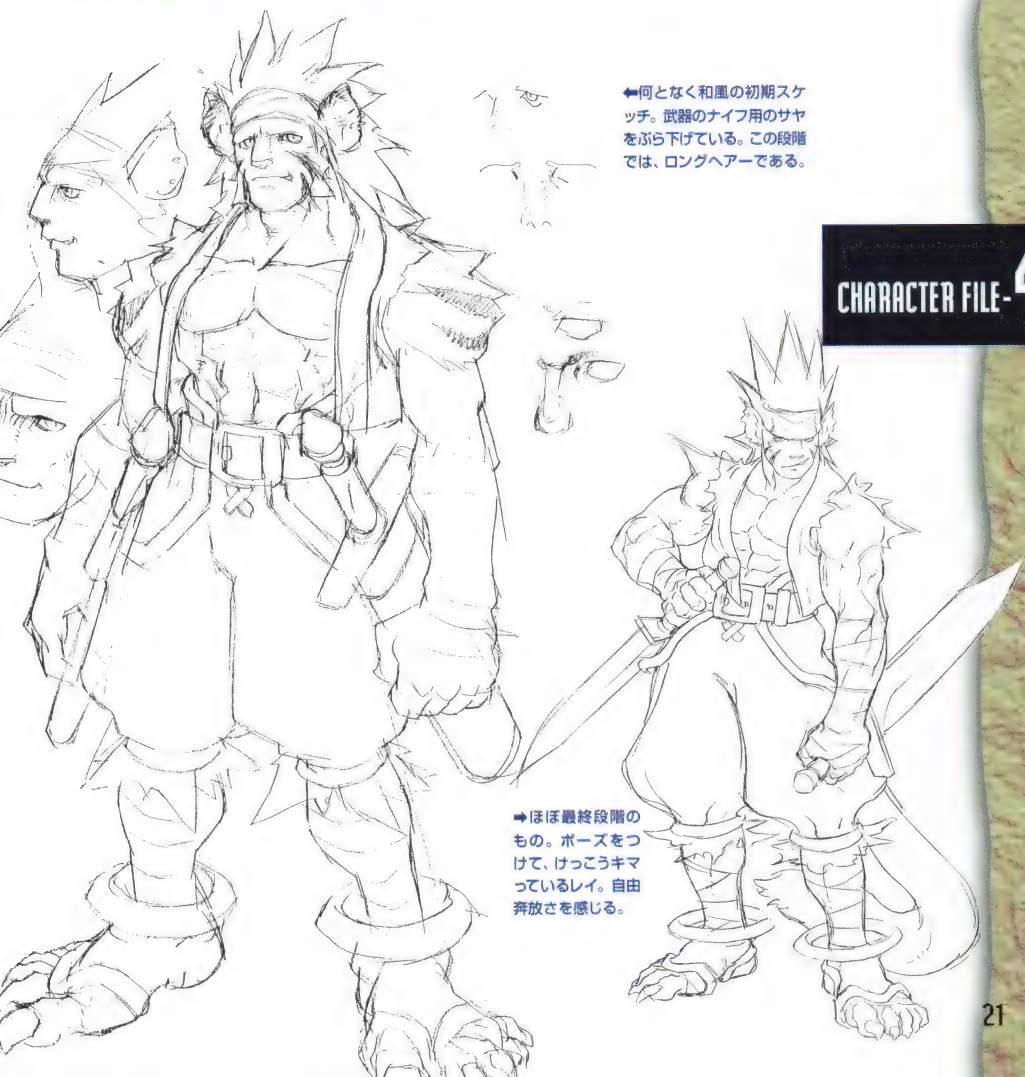 ←何となく和風の初期スケ
ッチ。武器のナイフ用のサヤ
をぶら下げている。この段階
では、ロングヘアーである。
CHARACTER FILE-4
→ほぼ最終段階の
もの。ポーズをつ
けて、けっこうキマ
っているレイ。自由
奔放さを感じる。
21